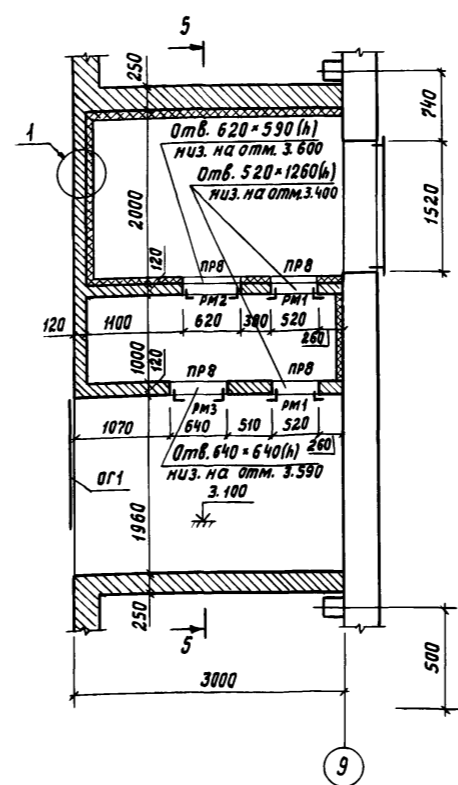 5
250
740
1
Отв. 620×590(h)
низ. на отм. 3.600
Отв. 520×1260(h)
низ. на отм. 3.400
2000
1520
120
ПР8 ПР8
РМ2 РМ1
120 1100 620 380 520
260
1000
120
ПР8 ПР8
РМ3 РМ1
1070 640 510 520
260
Отв. 640×640(h)
низ. на отм. 3.590
ОГ1
3.100
1960
250
5
500
3000
9